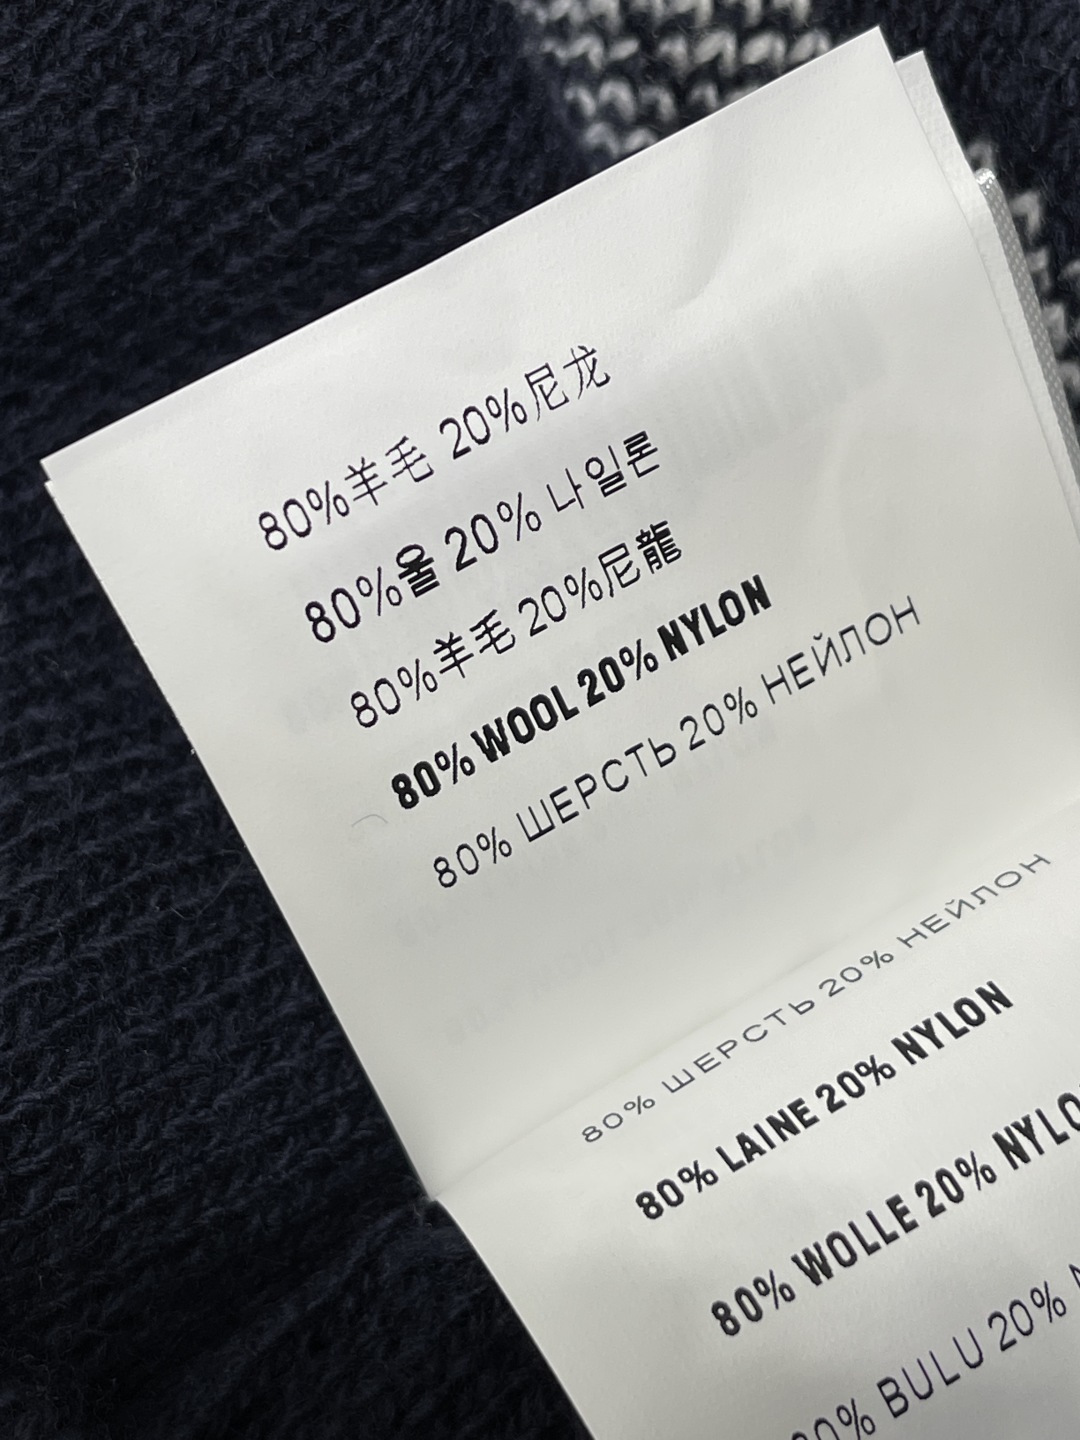 80%羊毛 20%尼龙
80%울 20% 나일론
80%羊毛 20%尼龍
80% WOOL 20% NYLON
80% ШЕРСТЬ 20% НЕЙЛОН
80% ШЕРСТЬ 20% НЕЙЛОН
80% LAINE 20% NYLON
80% WOLLE 20%
BULU 20%